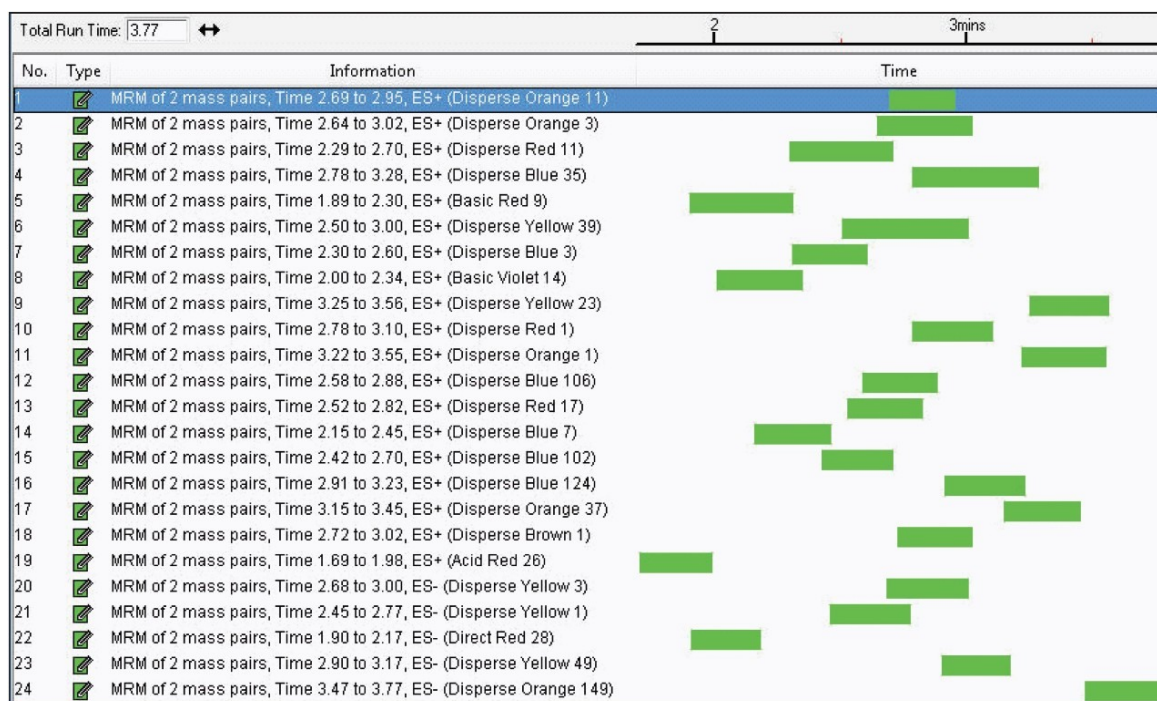 Total Run Time: 3.77 2 3mins
No. Type Information Time
1 MRM of 2 mass pairs, Time 2.69 to 2.95, ES+ (Disperse Orange 11)
2 MRM of 2 mass pairs, Time 2.64 to 3.02, ES+ (Disperse Orange 3)
3 MRM of 2 mass pairs, Time 2.29 to 2.70, ES+ (Disperse Red 11)
4 MRM of 2 mass pairs, Time 2.78 to 3.28, ES+ (Disperse Blue 35)
5 MRM of 2 mass pairs, Time 1.89 to 2.30, ES+ (Basic Red 9)
6 MRM of 2 mass pairs, Time 2.50 to 3.00, ES+ (Disperse Yellow 39)
7 MRM of 2 mass pairs, Time 2.30 to 2.60, ES+ (Disperse Blue 3)
8 MRM of 2 mass pairs, Time 2.00 to 2.34, ES+ (Basic Violet 14)
9 MRM of 2 mass pairs, Time 3.25 to 3.56, ES+ (Disperse Yellow 23)
10 MRM of 2 mass pairs, Time 2.78 to 3.10, ES+ (Disperse Red 1)
11 MRM of 2 mass pairs, Time 3.22 to 3.55, ES+ (Disperse Orange 1)
12 MRM of 2 mass pairs, Time 2.58 to 2.88, ES+ (Disperse Blue 106)
13 MRM of 2 mass pairs, Time 2.52 to 2.82, ES+ (Disperse Red 17)
14 MRM of 2 mass pairs, Time 2.15 to 2.45, ES+ (Disperse Blue 7)
15 MRM of 2 mass pairs, Time 2.42 to 2.70, ES+ (Disperse Blue 102)
16 MRM of 2 mass pairs, Time 2.91 to 3.23, ES+ (Disperse Blue 124)
17 MRM of 2 mass pairs, Time 3.15 to 3.45, ES+ (Disperse Orange 37)
18 MRM of 2 mass pairs, Time 2.72 to 3.02, ES+ (Disperse Brown 1)
19 MRM of 2 mass pairs, Time 1.69 to 1.98, ES+ (Acid Red 26)
20 MRM of 2 mass pairs, Time 2.68 to 3.00, ES- (Disperse Yellow 3)
21 MRM of 2 mass pairs, Time 2.45 to 2.77, ES- (Disperse Yellow 1)
22 MRM of 2 mass pairs, Time 1.90 to 2.17, ES- (Direct Red 28)
23 MRM of 2 mass pairs, Time 2.90 to 3.17, ES- (Disperse Yellow 49)
24 MRM of 2 mass pairs, Time 3.47 to 3.77, ES- (Disperse Orange 149)